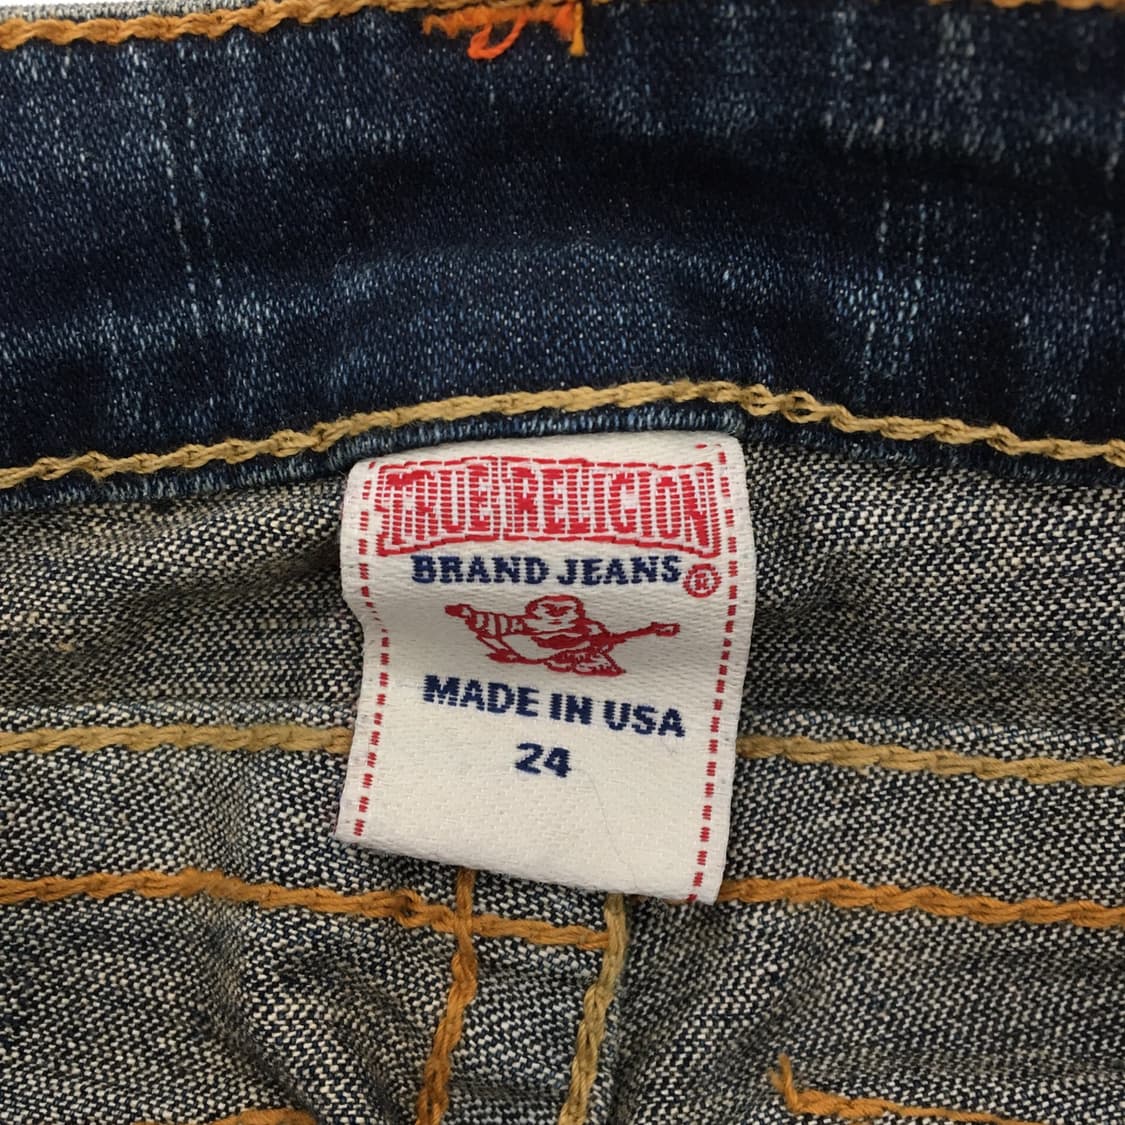 TRUE RELIGION
BRAND JEANS®
MADE IN USA
24